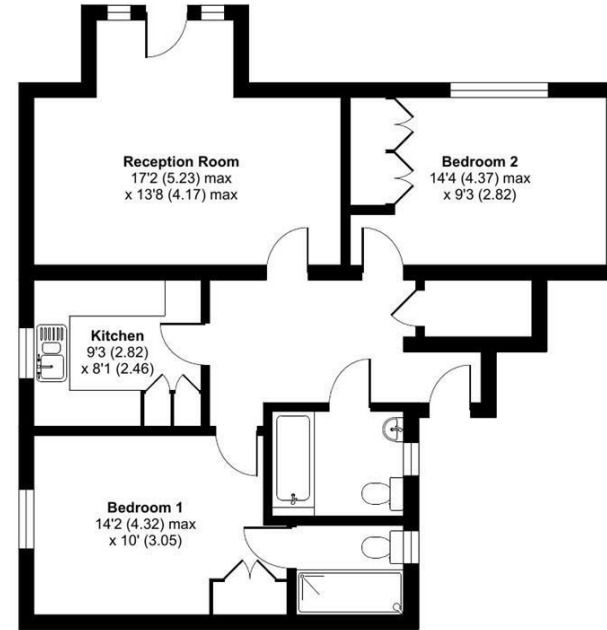 Reception Room
17'2 (5.23) max
x 13'8 (4.17) max
Bedroom 2
14'4 (4.37) max
x 9'3 (2.82)
Kitchen
9'3 (2.82)
x 8'1 (2.46)
Bedroom 1
14'2 (4.32) max
x 10' (3.05)